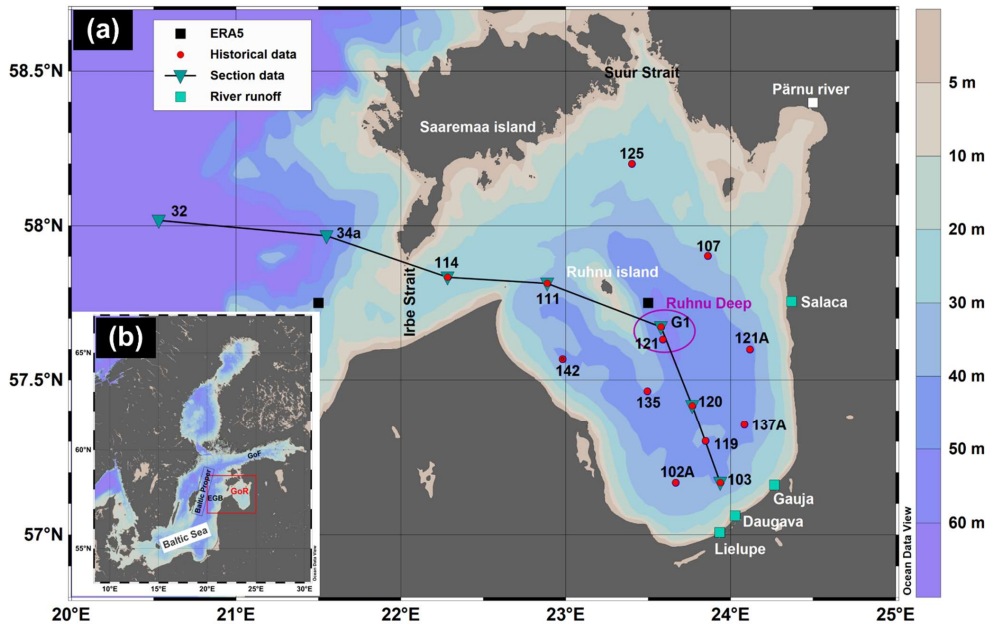 (a)
ERA5
Historical data
Section data
River runoff
58.5°N
58°N
57.5°N
57°N
20°E
21°E
22°E
23°E
24°E
25°E
Suur Strait
Pärnu river
Saaremaa island
125
32
34a
114
107
Irbe Strait
111
Ruhnu island
Ruhnu Deep
Salaca
G1
121
121A
142
135
120
137A
119
102A
103
Gauja
Daugava
Lielupe
Ocean Data View
5 m
10 m
20 m
30 m
40 m
50 m
60 m
(b)
65°N
60°N
55°N
10°E
15°E
20°E
25°E
30°E
GoF
Baltic Proper
EGB
GoR
Baltic Sea
Ocean Data View